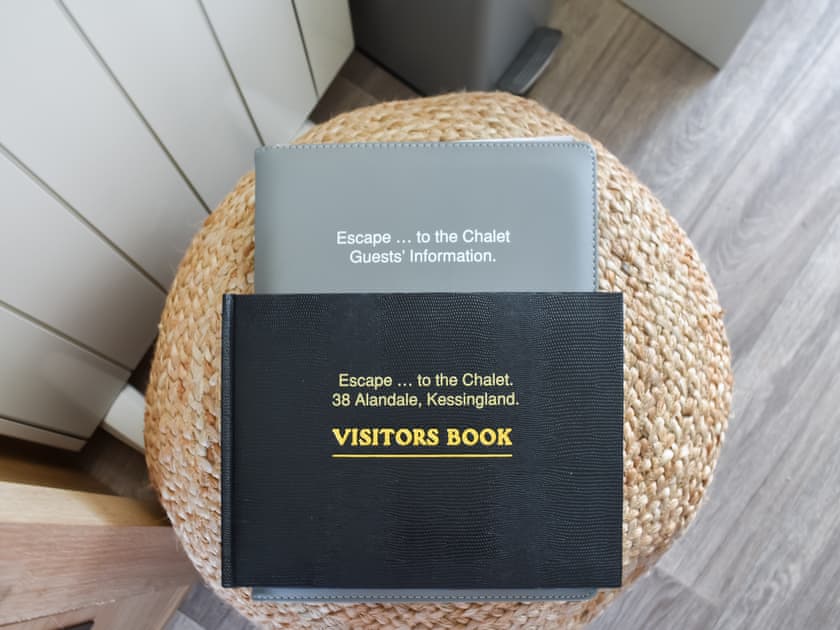 Escape ... to the Chalet
Guests' Information.
Escape ... to the Chalet.
38 Alandale, Kessingland.
VISITORS BOOK